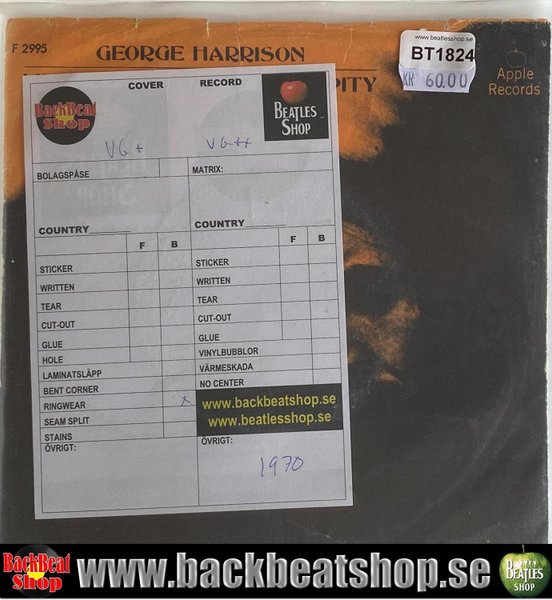 F 2995
GEORGE HARRISON
PITY
www.beatlesshop.se
BT1824
KR 60.00
Apple
Records
COVER RECORD
BackBeat
Shop
BEATLES
SHOP
VG+ VG++
BOLAGSPÅSE MATRIX:
COUNTRY______ COUNTRY______
F B F B
STICKER STICKER
WRITTEN WRITTEN
TEAR TEAR
CUT-OUT CUT-OUT
GLUE GLUE
HOLE VINYLBUBBLOR
LAMINATSLÄPP VÄRMESKADA
BENT CORNER NO CENTER
RINGWEAR x
SEAM SPLIT
STAINS
www.backbeatshop.se
www.beatlesshop.se
ÖVRIGT: ÖVRIGT:
1970
BackBeat
Shop
www.backbeatshop.se
BEATLES
SHOP